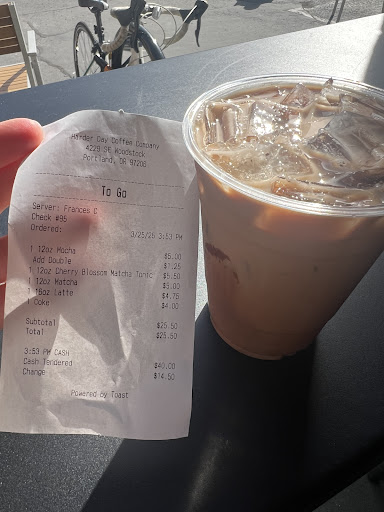 Harder Day Coffee Company
4229 SE Woodstock
Portland, OR 97206
To Go
Server: Frances C
Check #95
Ordered: 3/25/25 3:53 PM
1 12oz Mocha $5.00
Add Double $1.25
1 12oz Cherry Blossom Matcha Tonic $5.50
1 12oz Matcha $5.00
1 16oz Latte $4.75
1 Coke $4.00
Subtotal $25.50
Total $25.50
3:53 PM CASH
Cash Tendered $40.00
Change $14.50
Powered by Toast